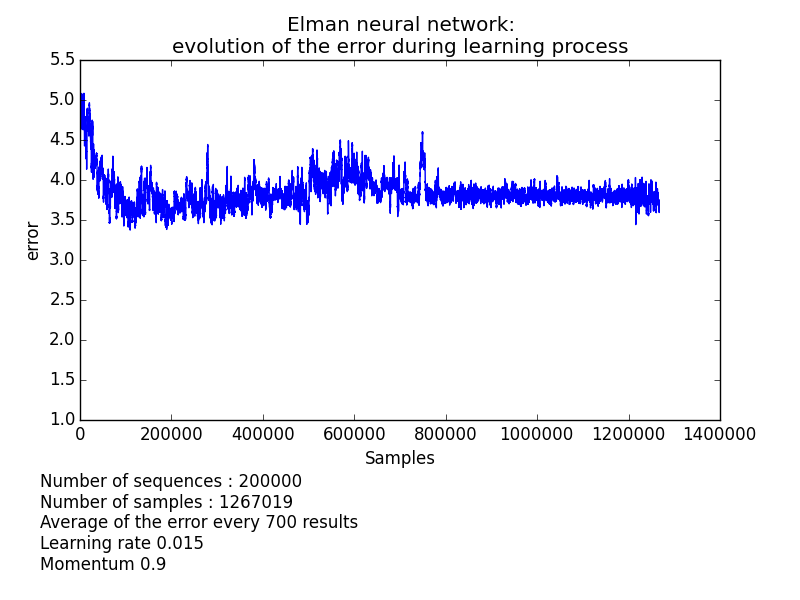 Elman neural network:
evolution of the error during learning process
5.5
5.0
4.5
4.0
3.5
3.0
2.5
2.0
1.5
1.0
error
0 200000 400000 600000 800000 1000000 1200000 1400000
Samples
Number of sequences : 200000
Number of samples : 1267019
Average of the error every 700 results
Learning rate 0.015
Momentum 0.9